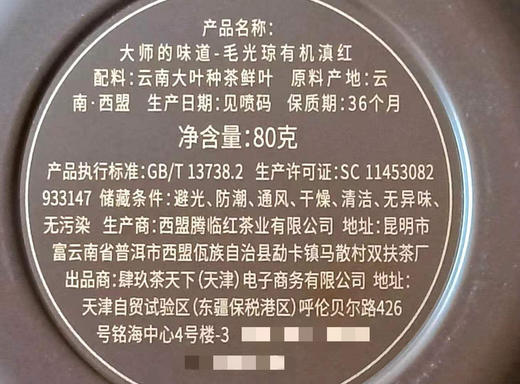 产品名称：
大师的味道-毛光琼有机滇红
配料：云南大叶种茶鲜叶 原料产地：云
南·西盟 生产日期：见喷码 保质期：36个月
净含量：80克
产品执行标准：GB/T 13738.2 生产许可证：SC 11453082
933147 储藏条件：避光、防潮、通风、干燥、清洁、无异味、
无污染 生产商：西盟腾临红茶业有限公司 地址：昆明市
富云南省普洱市西盟佤族自治县勐卡镇马散村双扶茶厂
出品商：肆玖茶天下（天津）电子商务有限公司 地址：
天津自贸试验区（东疆保税港区）呼伦贝尔路426
号铭海中心4号楼-3